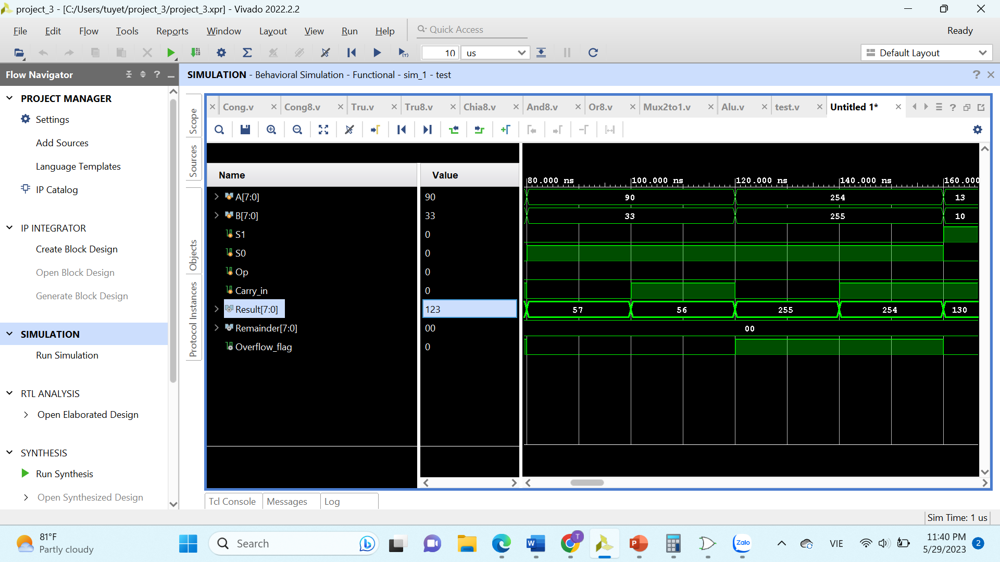 project_3 - [C:/Users/tuyet/project_3/project_3.xpr] - Vivado 2022.2.2
File Edit Flow Tools Reports Window Layout View Run Help Quick Access Ready
10 us Default Layout
Flow Navigator
SIMULATION - Behavioral Simulation - Functional - sim_1 - test
PROJECT MANAGER
Settings
Add Sources
Language Templates
IP Catalog
IP INTEGRATOR
Create Block Design
Open Block Design
Generate Block Design
SIMULATION
Run Simulation
RTL ANALYSIS
Open Elaborated Design
SYNTHESIS
Run Synthesis
Open Synthesized Design
Scope
Sources
Objects
Protocol Instances
Cong.v Cong8.v Tru.v Tru8.v Chia8.v And8.v Or8.v Mux2to1.v Alu.v test.v Untitled 1*
Name Value
80.000 ns 100.000 ns 120.000 ns 140.000 ns 160.000
A[7:0] 90 90 254 13
B[7:0] 33 33 255 10
S1 0
S0 0
Op 0
Carry_in 0
Result[7:0] 123 57 56 255 254 130
Remainder[7:0] 00 00
Overflow_flag 0
Tcl Console Messages Log
Sim Time: 1 us
81°F
Partly cloudy
Search
T
W
P
Zalo
VIE
11:40 PM
5/29/2023
2